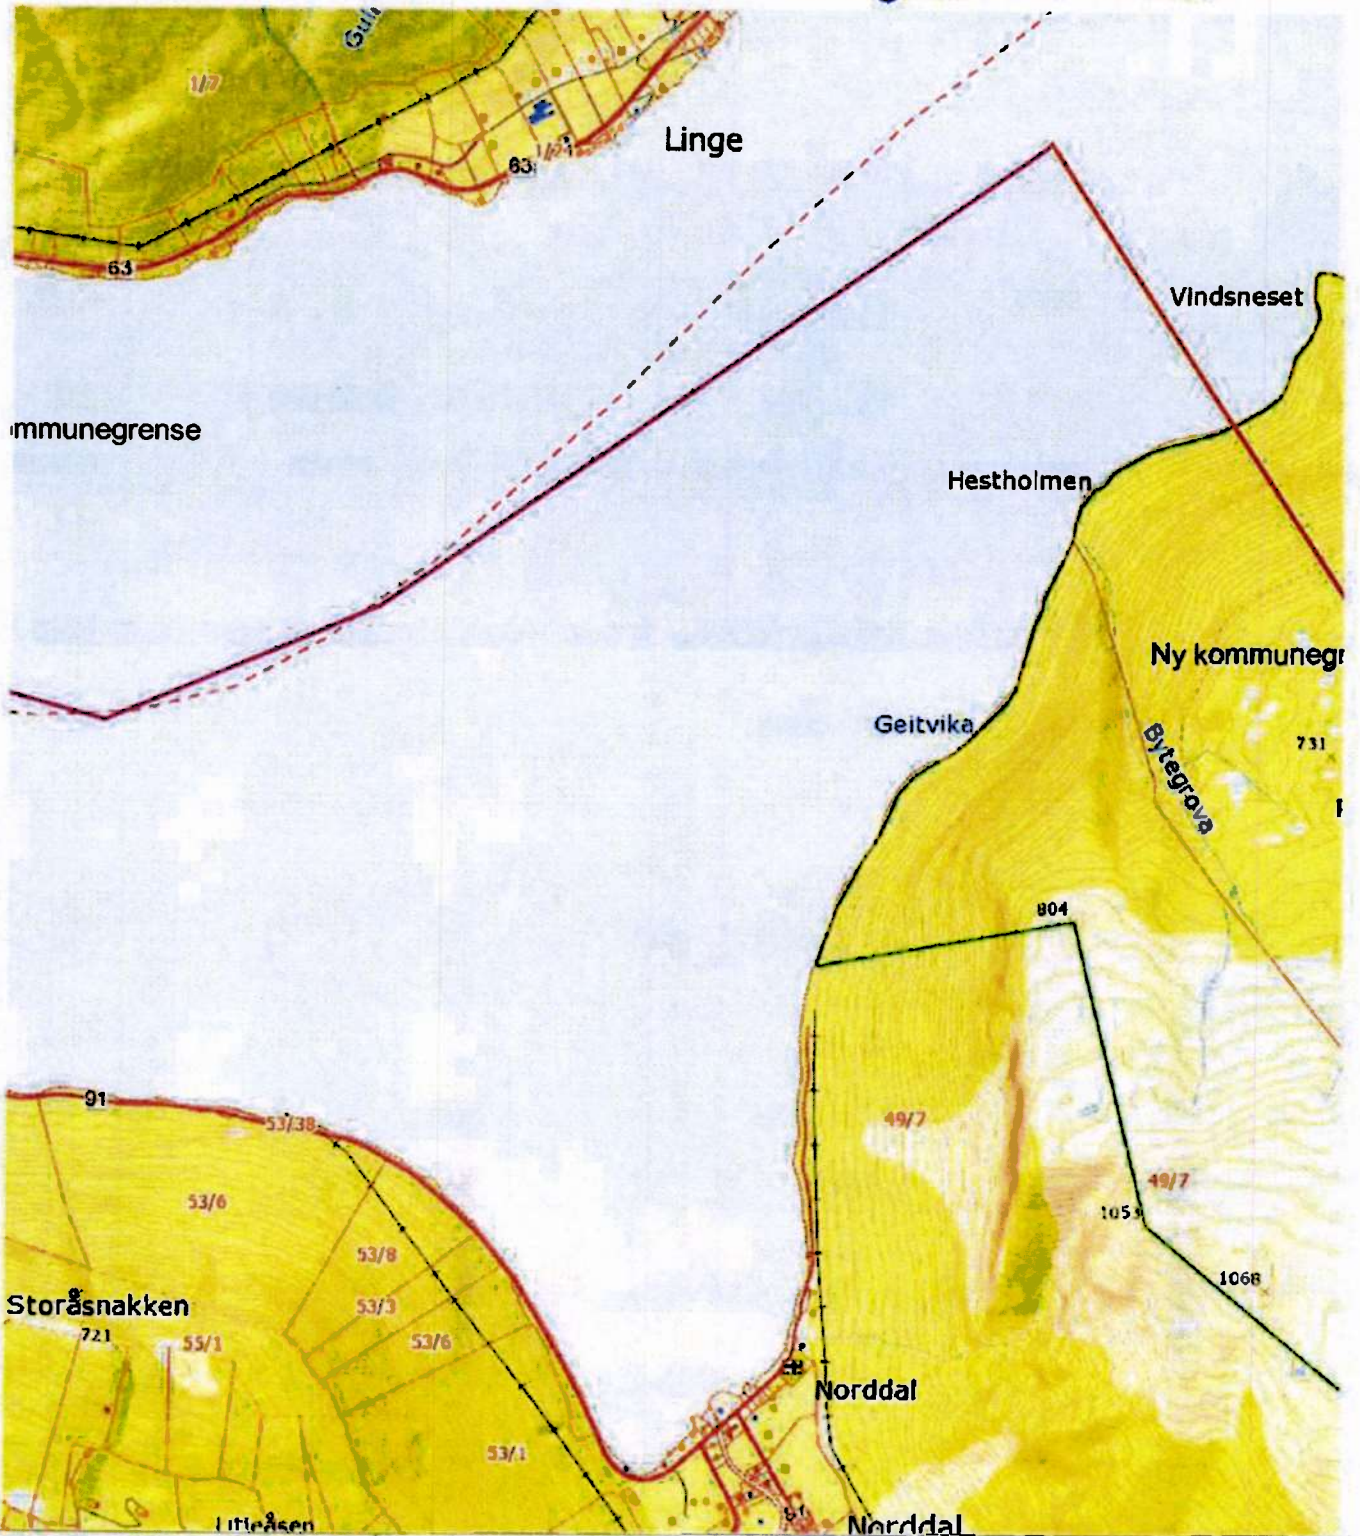 1/7
Linge
63
63
Vindsneset
mmunegrense
Hestholmen
Ny kommunegr
Geitvika
731
Bytegrova
804
91
53/38
49/7
53/6
49/7
1053
53/8
1068
Storåsnakken
53/3
721
55/1
53/6
Norddal
53/1
Norddal